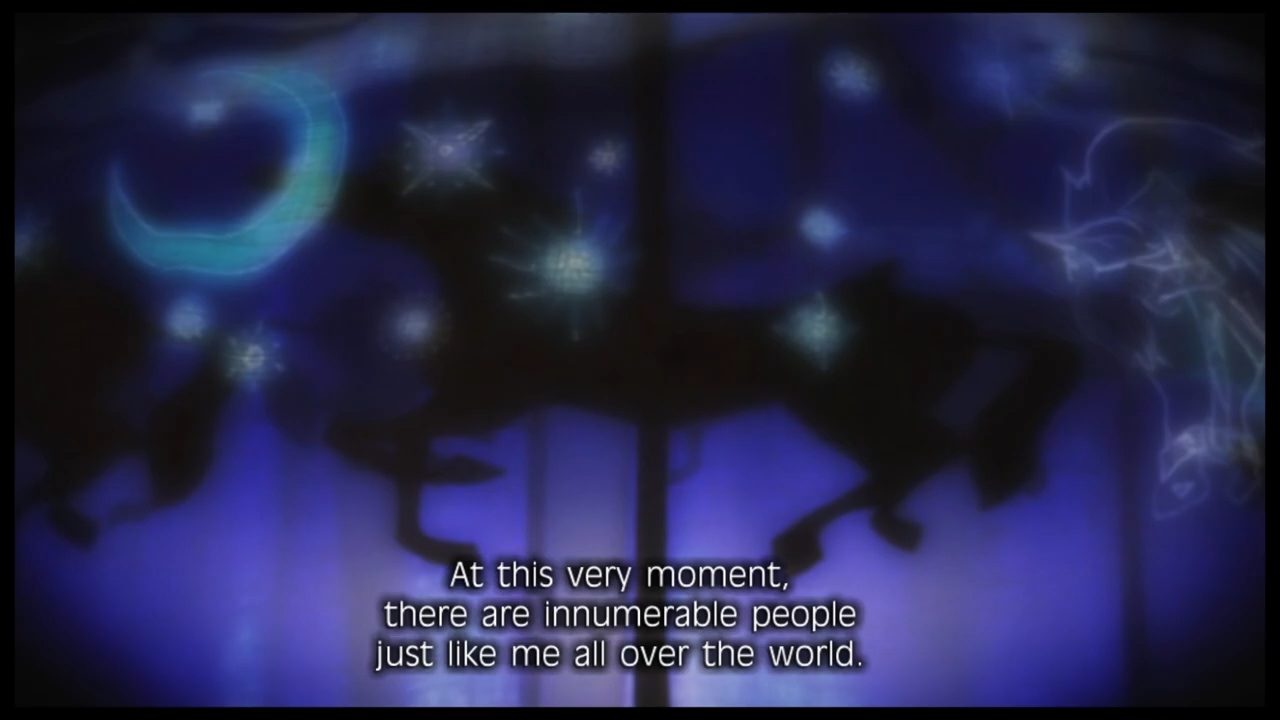 At this very moment,
there are innumerable people
just like me all over the world.